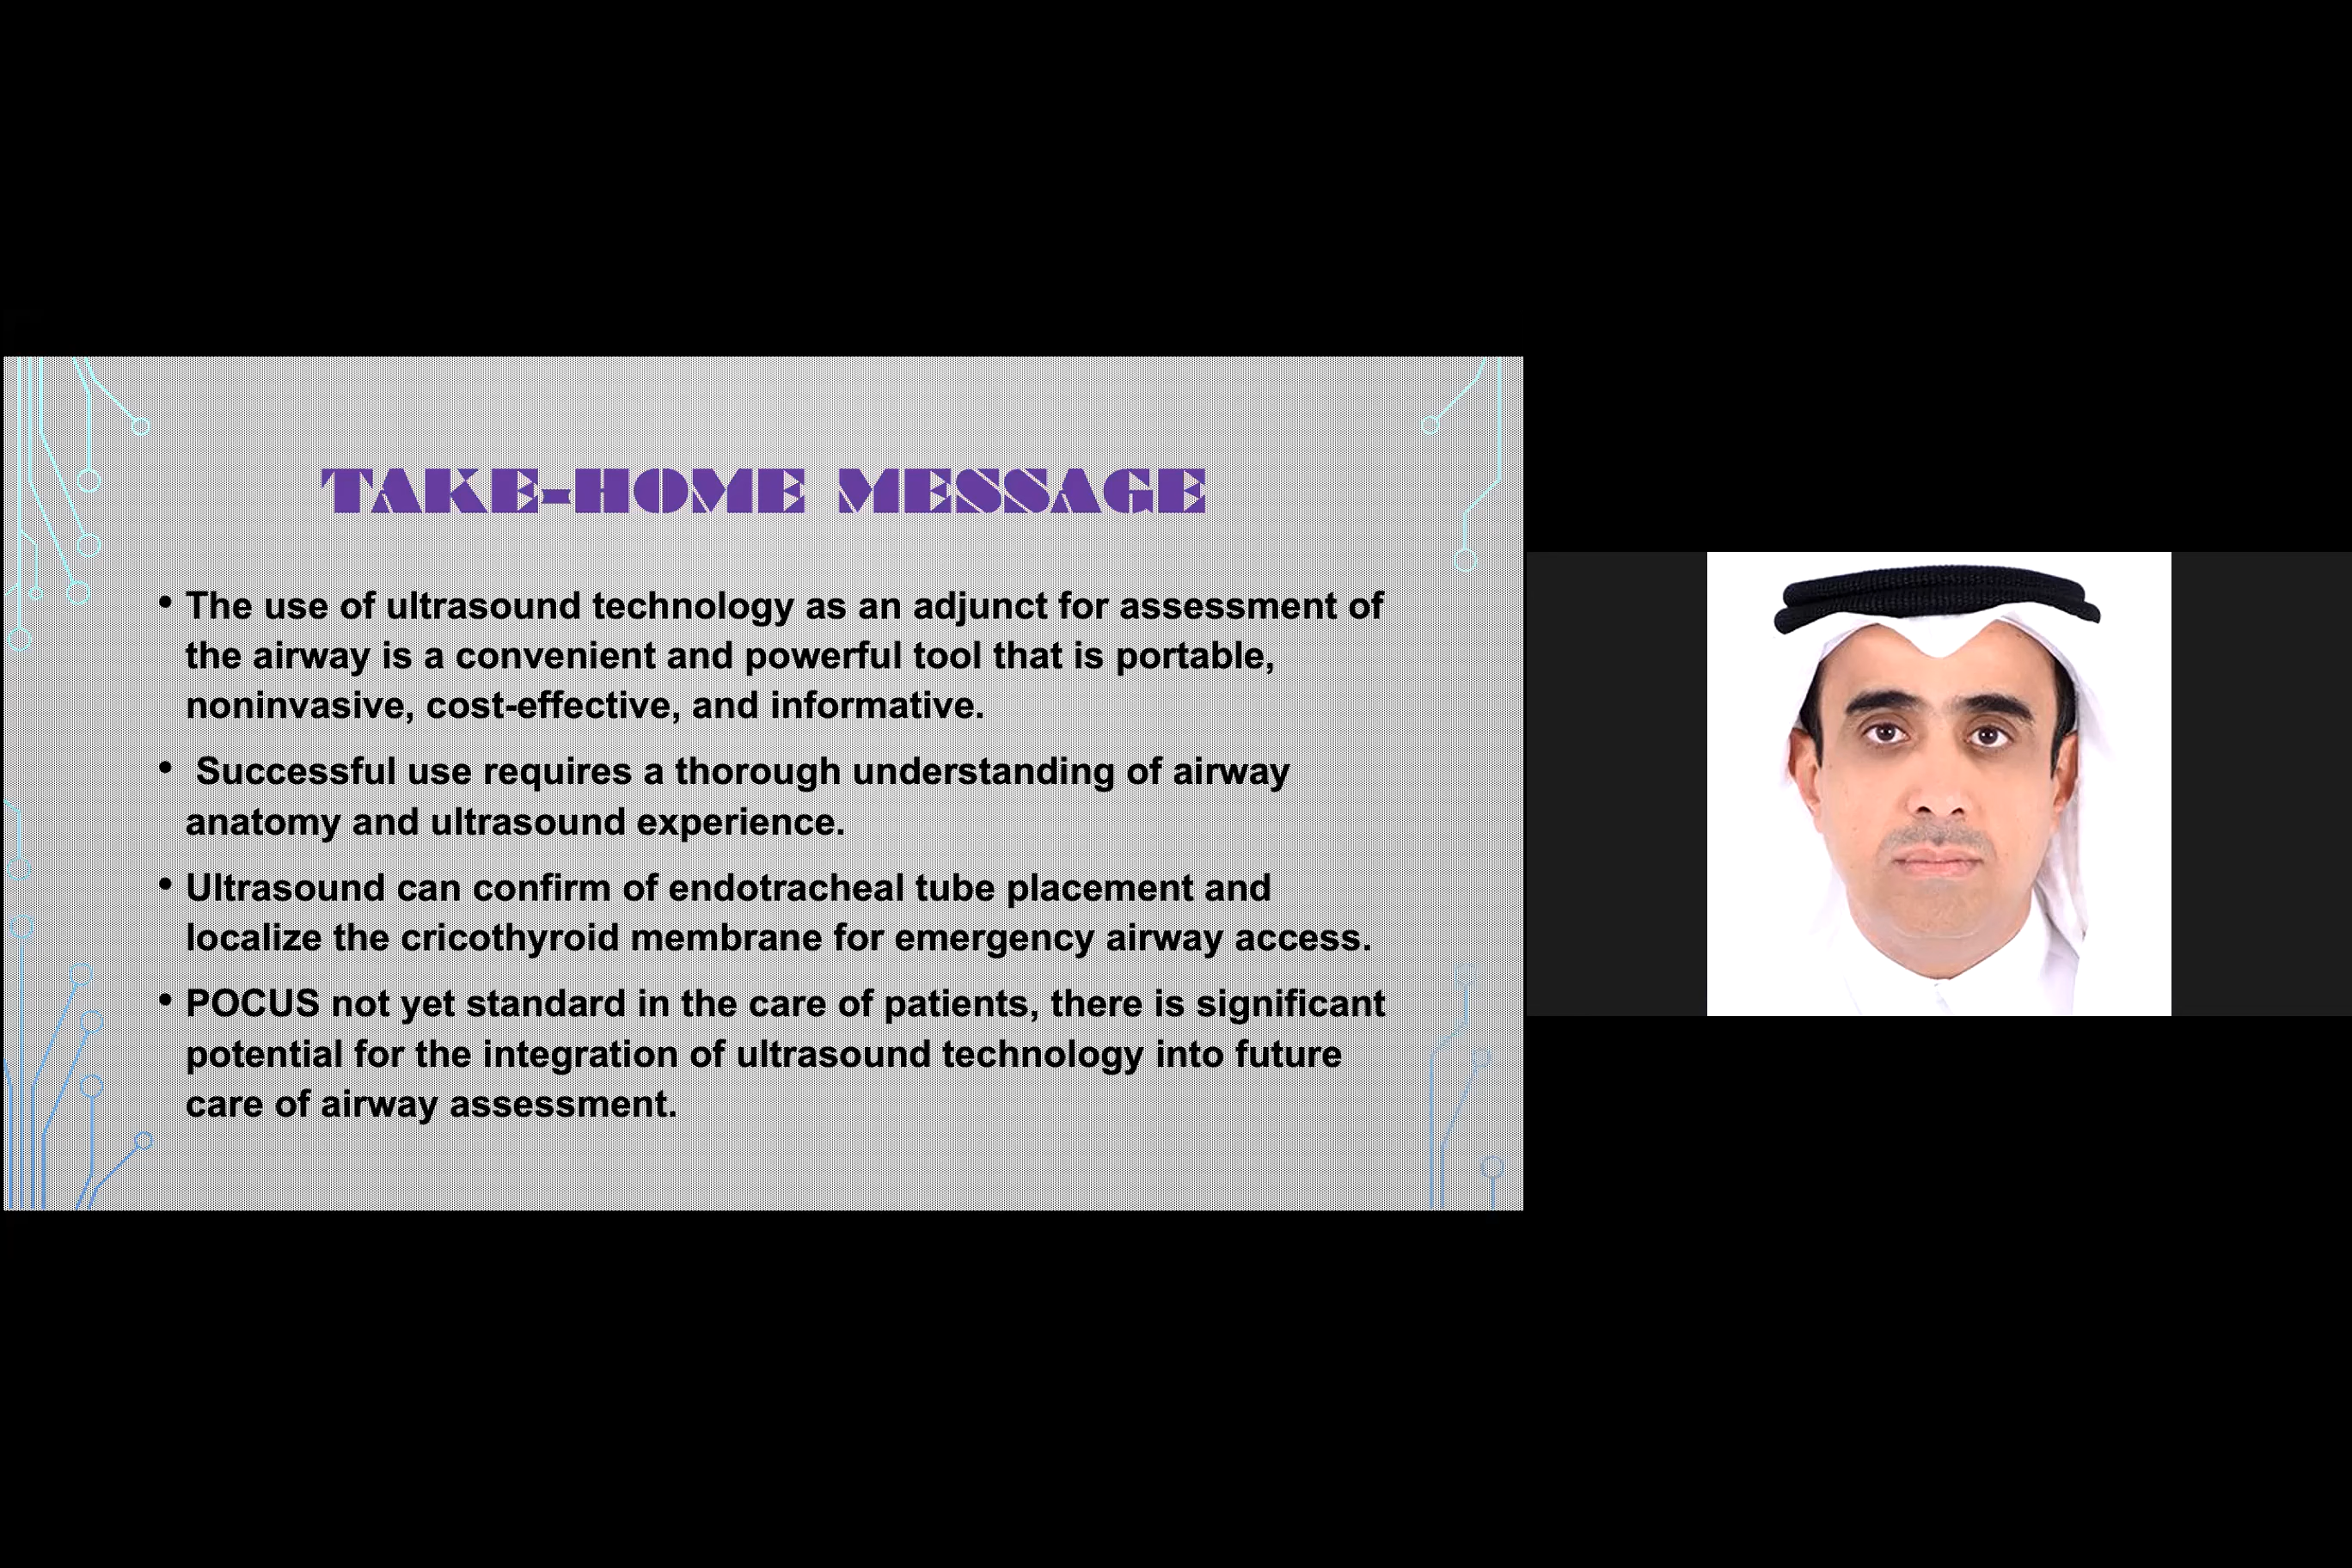 TAKE-HOME MESSAGE
• The use of ultrasound technology as an adjunct for assessment of
the airway is a convenient and powerful tool that is portable,
noninvasive, cost-effective, and informative.
• Successful use requires a thorough understanding of airway
anatomy and ultrasound experience.
• Ultrasound can confirm of endotracheal tube placement and
localize the cricothyroid membrane for emergency airway access.
• POCUS not yet standard in the care of patients, there is significant
potential for the integration of ultrasound technology into future
care of airway assessment.